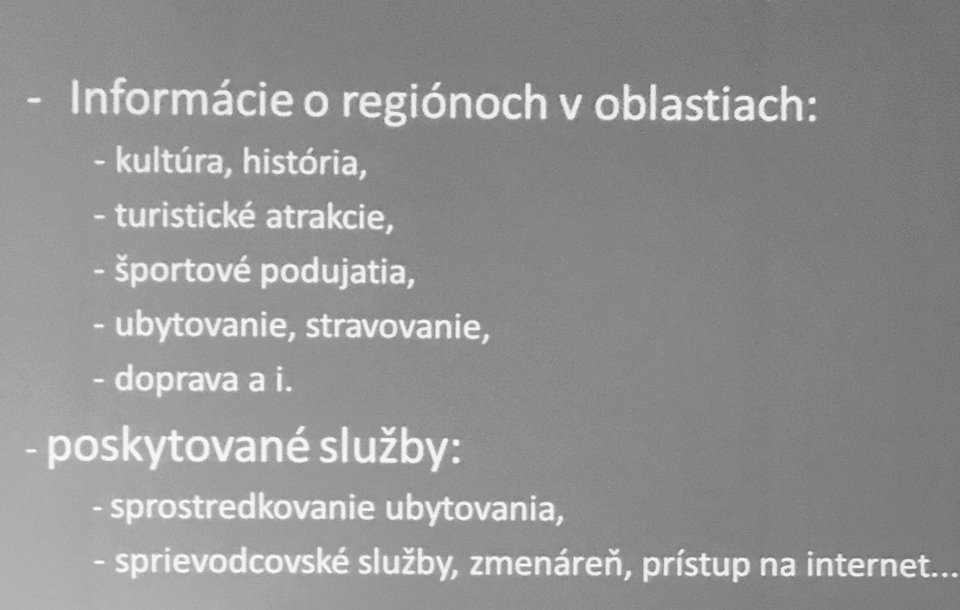 - Informácie o regiónoch v oblastiach:
- kultúra, história,
- turistické atrakcie,
- športové podujatia,
- ubytovanie, stravovanie,
- doprava a i.
- poskytované služby:
- sprostredkovanie ubytovania,
- sprievodcovské služby, zmenáreň, prístup na internet...